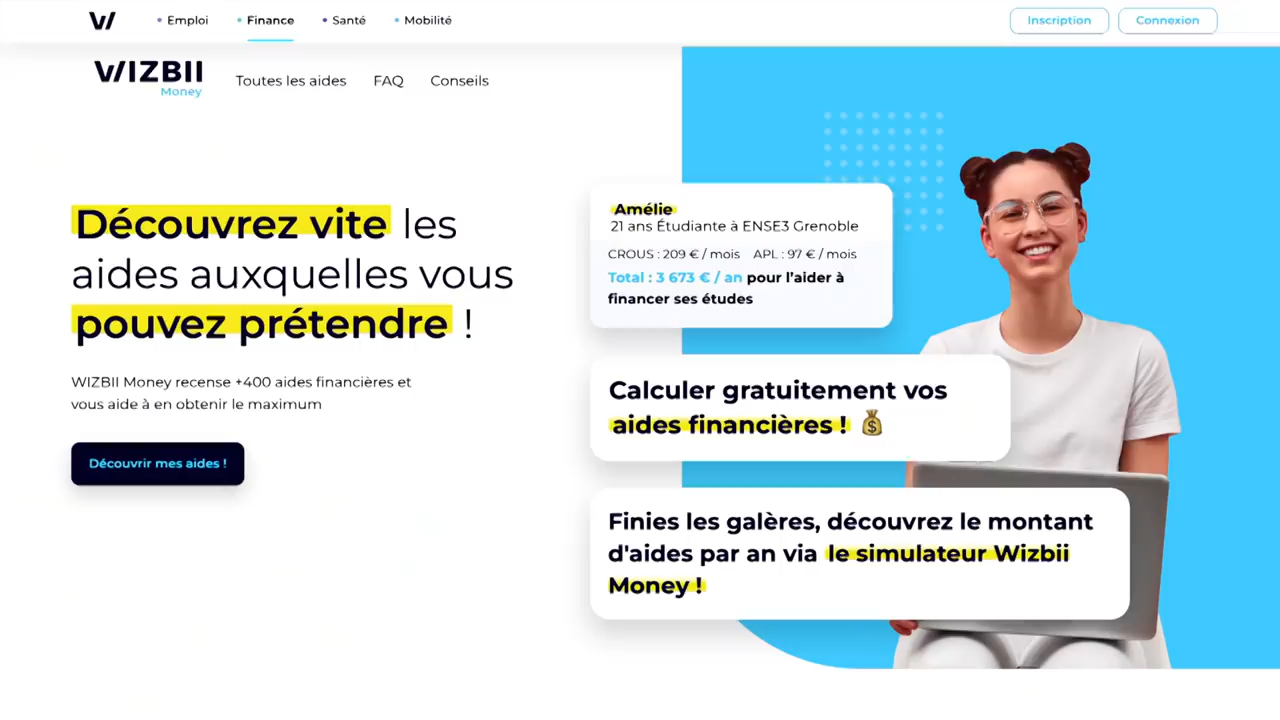 W Emploi Finance Santé Mobilité Inscription Connexion
WIZBII
Money
Toutes les aides FAQ Conseils
Découvrez vite les
aides auxquelles vous
pouvez prétendre !
WIZBII Money recense +400 aides financières et
vous aide à en obtenir le maximum
Découvrir mes aides !
Amélie
21 ans Étudiante à ENSE3 Grenoble
CROUS : 209 € / mois APL : 97 € / mois
Total : 3 673 € / an pour l’aider à
financer ses études
Calculer gratuitement vos
aides financières !
Finies les galères, découvrez le montant
d'aides par an via le simulateur Wizbii
Money !